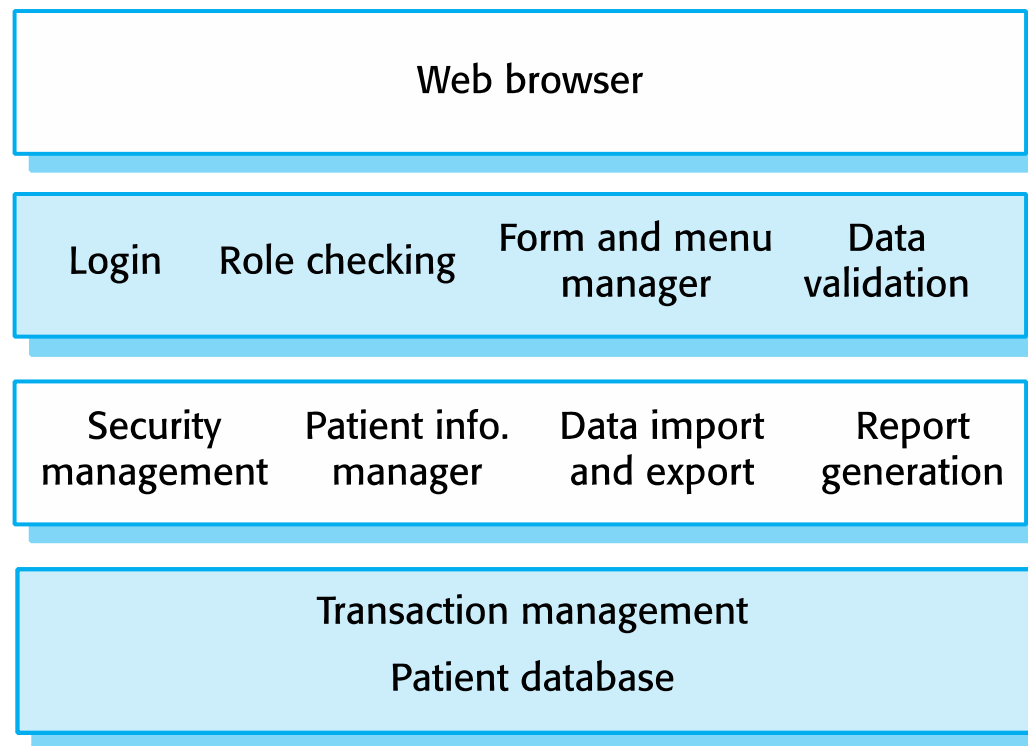 Web browser
Login
Role checking
Form and menu
manager
Data
validation
Security
management
Patient info.
manager
Data import
and export
Report
generation
Transaction management
Patient database